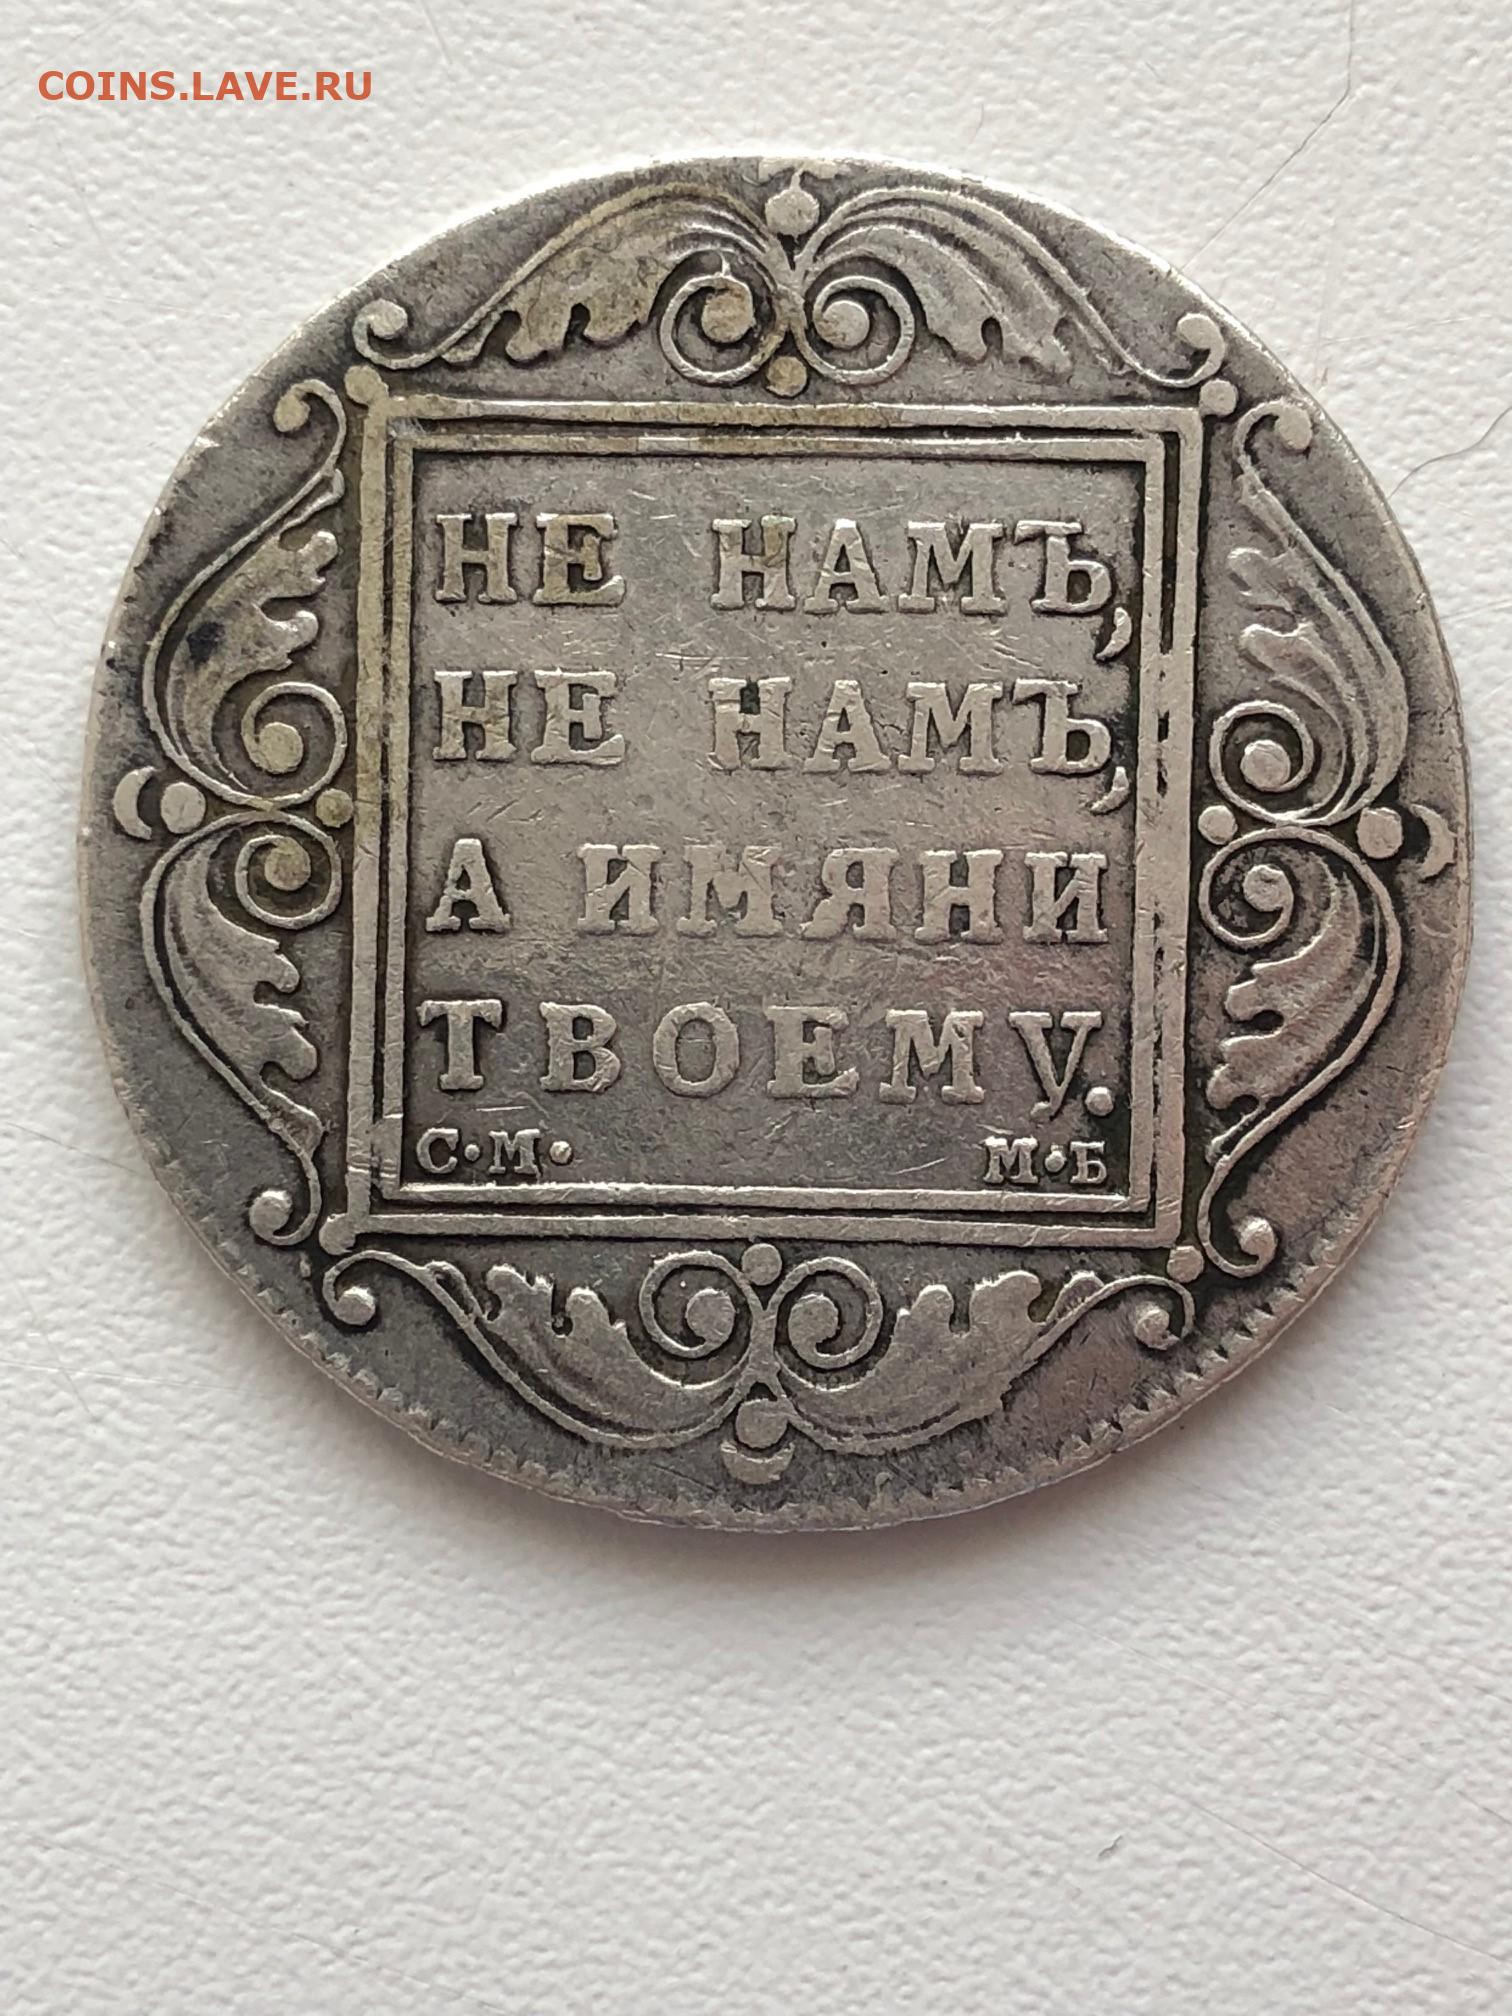 COINS.LAVE.RU
НЕ НАМЪ,
НЕ НАМЪ,
А ИМЯНИ
ТВОЕМУ.
С·М· М·Б